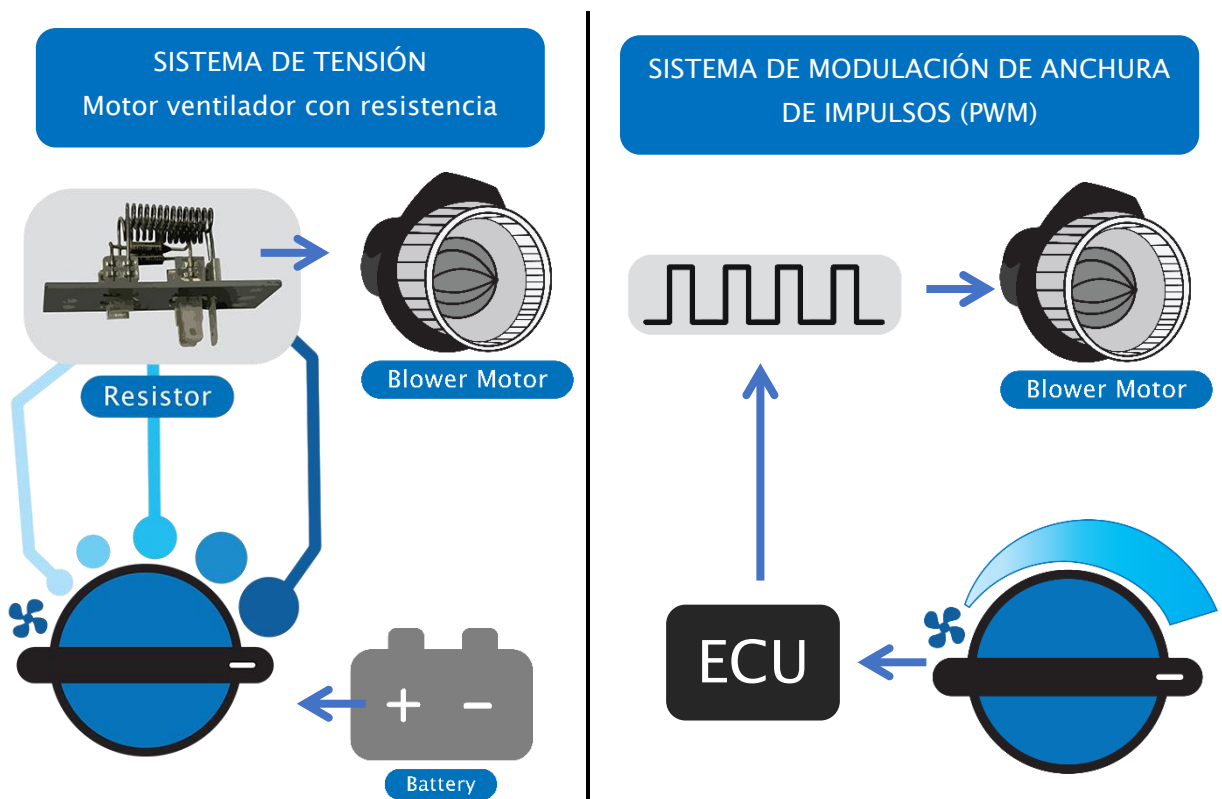 SISTEMA DE TENSIÓN
Motor ventilador con resistencia
Resistor
Blower Motor
+ −
Battery
SISTEMA DE MODULACIÓN DE ANCHURA
DE IMPULSOS (PWM)
Blower Motor
ECU